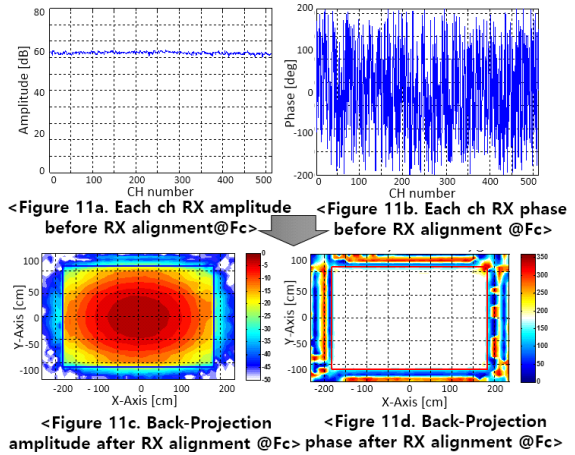 Amplitude [dB]
80
60
40
20
0
0 100 200 300 400 500
CH number
Phase [deg]
200
100
0
-100
-200
0 100 200 300 400 500
CH number
<Figure 11a. Each ch RX amplitude
before RX alignment@Fc>
<Figure 11b. Each ch RX phase
before RX alignment @Fc>
Y-Axis [cm]
100
50
0
-50
-100
-200 -100 0 100 200
X-Axis [cm]
0
-5
-10
-15
-20
-25
-30
-35
-40
-45
-50
Y-Axis [cm]
100
50
0
-50
-100
-200 -100 0 100 200
X-Axis [cm]
350
300
250
200
150
100
50
0
<Figure 11c. Back-Projection
amplitude after RX alignment @Fc>
<Figre 11d. Back-Projection
phase after RX alignment @Fc>